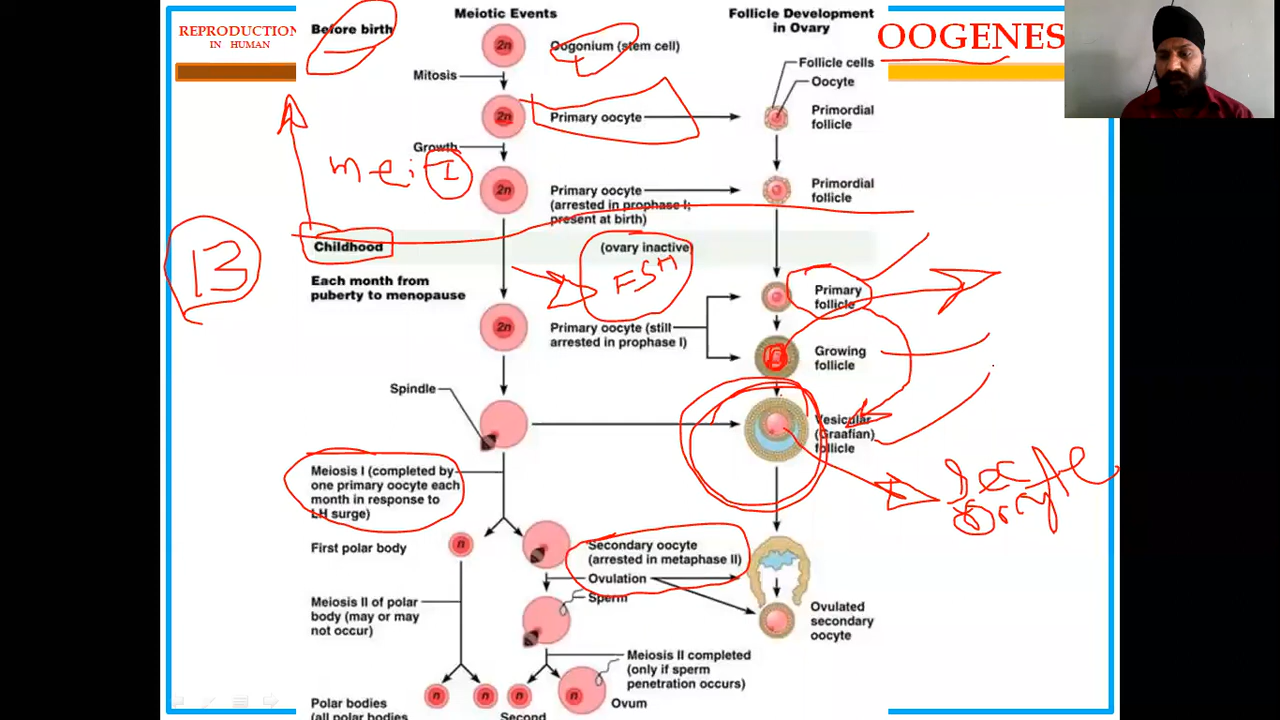 REPRODUCTION
IN HUMAN
OOGENES
Before birth
Meiotic Events
Follicle Development
in Ovary
2n
Oogonium (stem cell)
Follicle cells
Mitosis
Oocyte
2n
Primary oocyte
Primordial
follicle
Growth
Mei-I
2n
Primary oocyte
(arrested in prophase I;
present at birth)
Primordial
follicle
13
Childhood
(ovary inactive)
FSH
Each month from
puberty to menopause
Primary
follicle
2n
Primary oocyte (still
arrested in prophase I)
Growing
follicle
Spindle
Vesicular
(Graafian)
follicle
Sec
Oocyte
Meiosis I (completed by
one primary oocyte each
month in response to
LH surge)
First polar body
n
Secondary oocyte
(arrested in metaphase II)
Ovulation
Sperm
Meiosis II of polar
body (may or may
not occur)
Ovulated
secondary
oocyte
Meiosis II completed
(only if sperm
penetration occurs)
n
n
n
n
Polar bodies
(all polar bodies
Second
Ovum